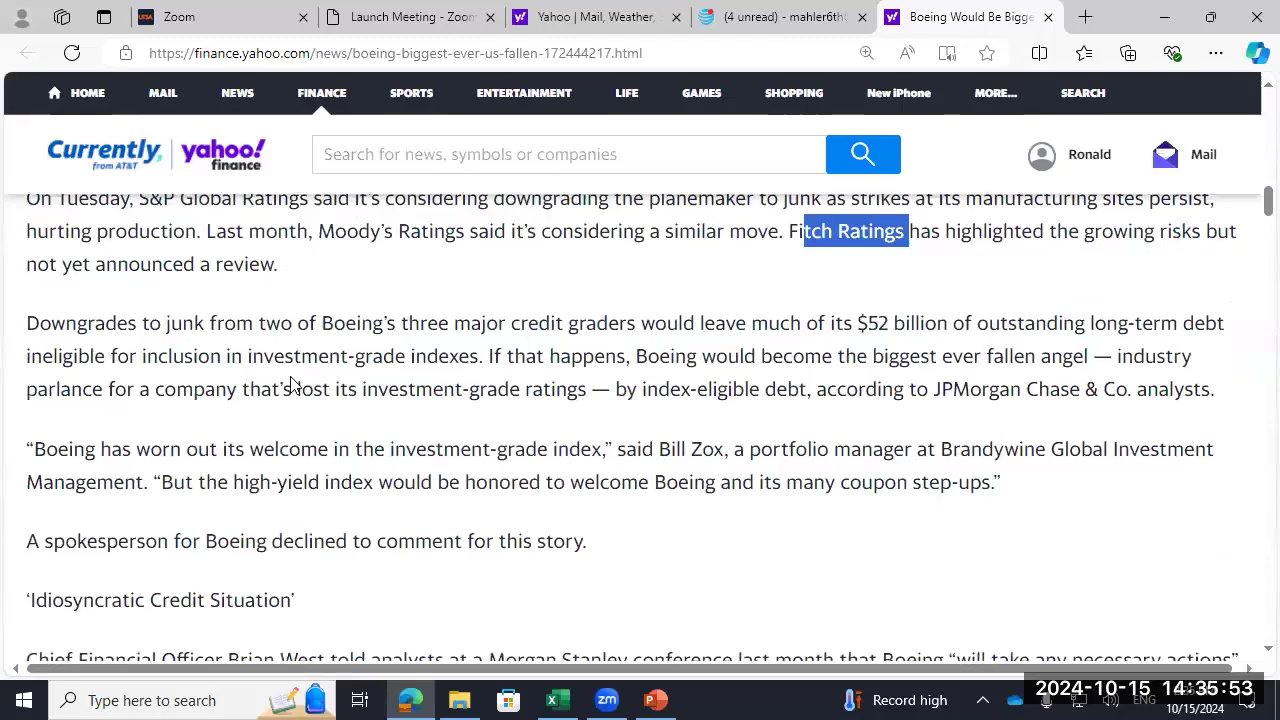 Zoom
Launch Meeting - Zoom
Yahoo | Mail, Weather,
(4 unread) - mahler6th
Boeing Would Be Bigge
https://finance.yahoo.com/news/boeing-biggest-ever-us-fallen-172444217.html
HOME MAIL NEWS FINANCE SPORTS ENTERTAINMENT LIFE GAMES SHOPPING New iPhone MORE... SEARCH
Currently, from AT&T yahoo! finance
Search for news, symbols or companies
Ronald
Mail
On Tuesday, S&P Global Ratings said it's considering downgrading the planemaker to junk as strikes at its manufacturing sites persist,
hurting production. Last month, Moody's Ratings said it's considering a similar move. Fitch Ratings has highlighted the growing risks but
not yet announced a review.
Downgrades to junk from two of Boeing's three major credit graders would leave much of its $52 billion of outstanding long-term debt
ineligible for inclusion in investment-grade indexes. If that happens, Boeing would become the biggest ever fallen angel — industry
parlance for a company that's lost its investment-grade ratings — by index-eligible debt, according to JPMorgan Chase & Co. analysts.
“Boeing has worn out its welcome in the investment-grade index,” said Bill Zox, a portfolio manager at Brandywine Global Investment
Management. “But the high-yield index would be honored to welcome Boeing and its many coupon step-ups.”
A spokesperson for Boeing declined to comment for this story.
‘Idiosyncratic Credit Situation’
Chief Financial Officer Brian West told analysts at a Morgan Stanley conference last month that Boeing “will take any necessary actions”
Type here to search
Record high
ENG
2024-10-15 14:35:53
10/15/2024